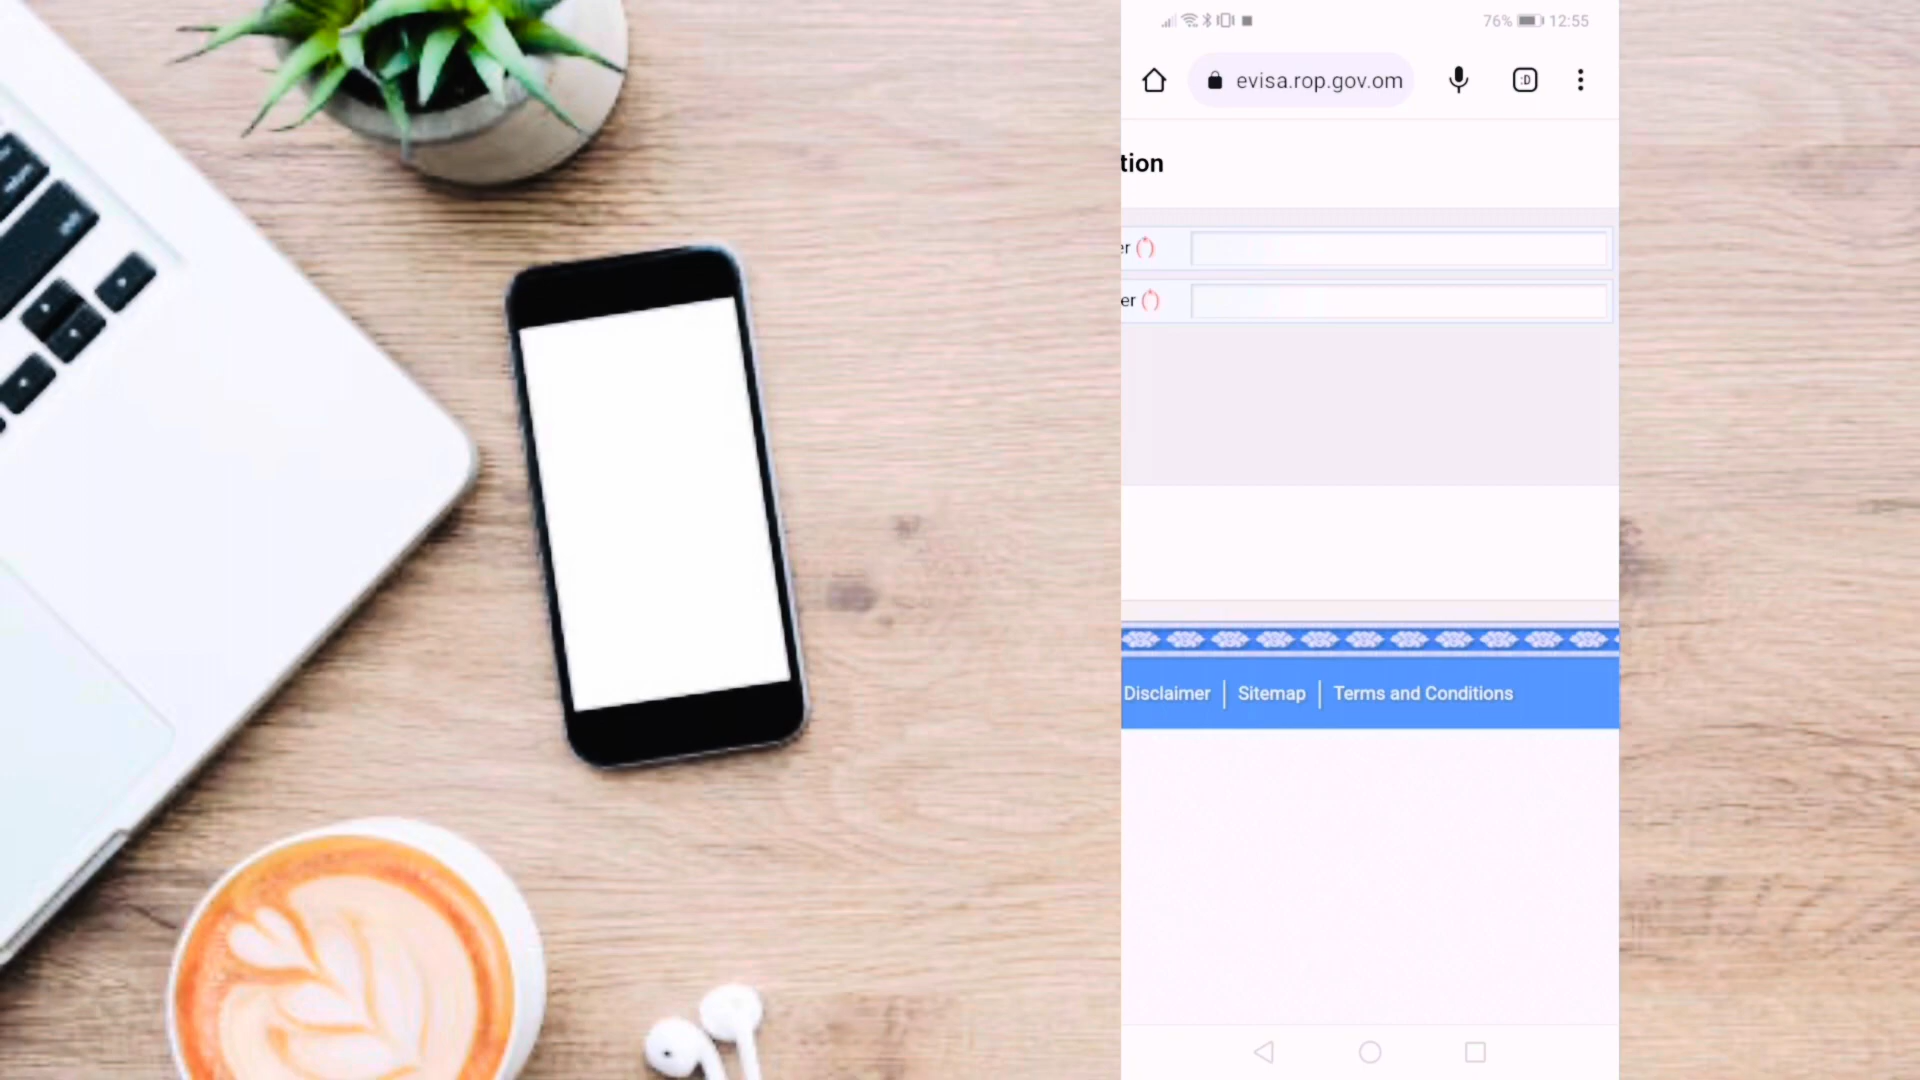 76% 12:55
evisa.rop.gov.om :D
tion
er (*)
er (*)
Disclaimer | Sitemap | Terms and Conditions